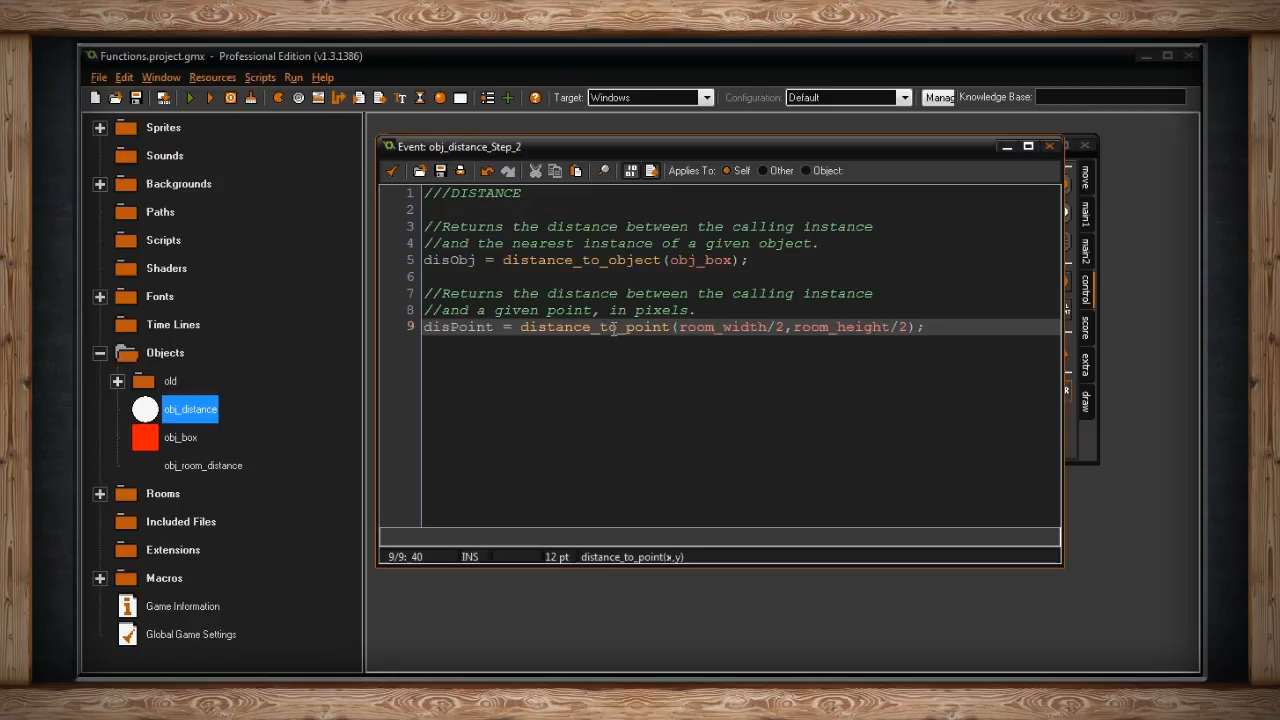 Functions.project.gmx - Professional Edition (v1.3.1386)
File Edit Window Resources Scripts Run Help
Target: Windows Configuration: Default Manag Knowledge Base:
Sprites
Sounds
Backgrounds
Paths
Scripts
Shaders
Fonts
Time Lines
Objects
old
obj_distance
obj_box
obj_room_distance
Rooms
Included Files
Extensions
Macros
Game Information
Global Game Settings
Event: obj_distance_Step_2
Applies To: Self Other Object:
1 ///DISTANCE
2
3 //Returns the distance between the calling instance
4 //and the nearest instance of a given object.
5 disObj = distance_to_object(obj_box);
6
7 //Returns the distance between the calling instance
8 //and a given point, in pixels.
9 disPoint = distance_to_point(room_width/2,room_height/2);
9/9: 40 INS 12 pt distance_to_point(x,y)
move
main1
main2
control
score
extra
draw